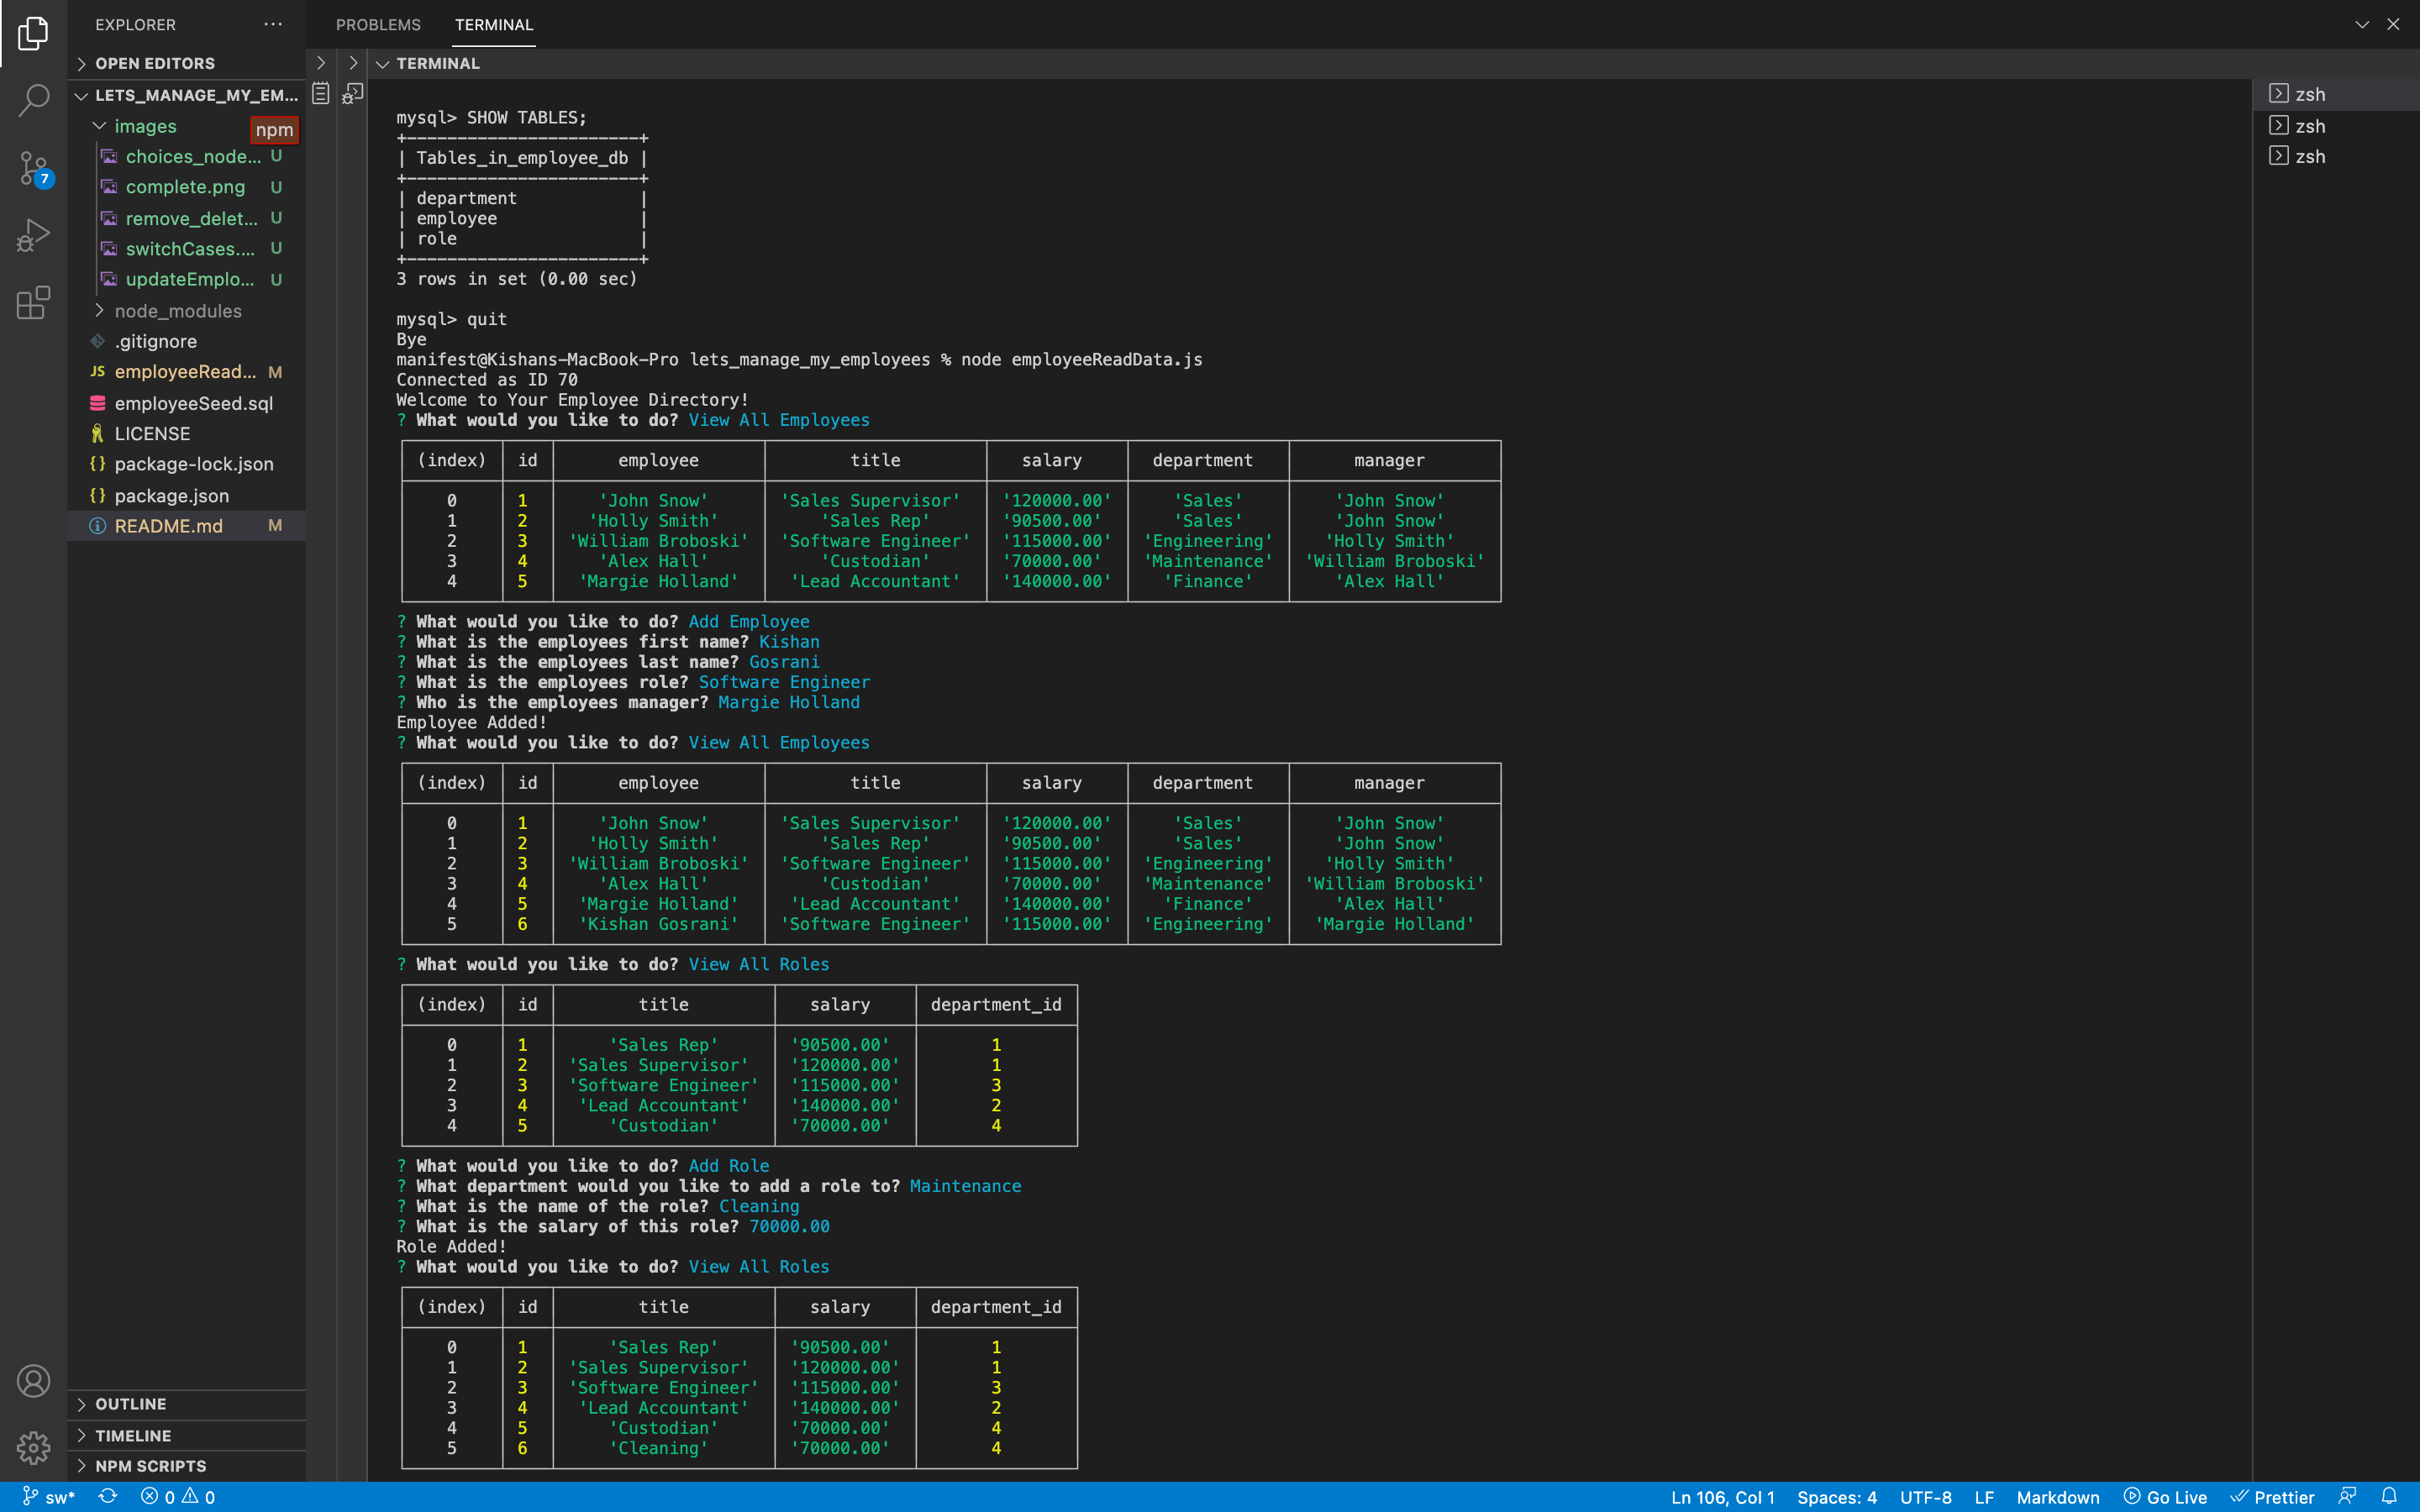 EXPLORER ···
OPEN EDITORS
LETS_MANAGE_MY_EM...
images
npm
choices_node... U
complete.png U
remove_delet... U
switchCases.... U
updateEmplo... U
node_modules
.gitignore
JS employeeRead... M
employeeSeed.sql
LICENSE
{} package-lock.json
{} package.json
README.md M
7
OUTLINE
TIMELINE
NPM SCRIPTS
PROBLEMS TERMINAL
TERMINAL
mysql> SHOW TABLES;
+-----------------------+
| Tables_in_employee_db |
+-----------------------+
| department            |
| employee              |
| role                  |
+-----------------------+
3 rows in set (0.00 sec)
mysql> quit
Bye
manifest@Kishans-MacBook-Pro lets_manage_my_employees % node employeeReadData.js
Connected as ID 70
Welcome to Your Employee Directory!
? What would you like to do? View All Employees
(index) id employee title salary department manager
0 1 'John Snow' 'Sales Supervisor' '120000.00' 'Sales' 'John Snow'
1 2 'Holly Smith' 'Sales Rep' '90500.00' 'Sales' 'John Snow'
2 3 'William Broboski' 'Software Engineer' '115000.00' 'Engineering' 'Holly Smith'
3 4 'Alex Hall' 'Custodian' '70000.00' 'Maintenance' 'William Broboski'
4 5 'Margie Holland' 'Lead Accountant' '140000.00' 'Finance' 'Alex Hall'
? What would you like to do? Add Employee
? What is the employees first name? Kishan
? What is the employees last name? Gosrani
? What is the employees role? Software Engineer
? Who is the employees manager? Margie Holland
Employee Added!
? What would you like to do? View All Employees
(index) id employee title salary department manager
0 1 'John Snow' 'Sales Supervisor' '120000.00' 'Sales' 'John Snow'
1 2 'Holly Smith' 'Sales Rep' '90500.00' 'Sales' 'John Snow'
2 3 'William Broboski' 'Software Engineer' '115000.00' 'Engineering' 'Holly Smith'
3 4 'Alex Hall' 'Custodian' '70000.00' 'Maintenance' 'William Broboski'
4 5 'Margie Holland' 'Lead Accountant' '140000.00' 'Finance' 'Alex Hall'
5 6 'Kishan Gosrani' 'Software Engineer' '115000.00' 'Engineering' 'Margie Holland'
? What would you like to do? View All Roles
(index) id title salary department_id
0 1 'Sales Rep' '90500.00' 1
1 2 'Sales Supervisor' '120000.00' 1
2 3 'Software Engineer' '115000.00' 3
3 4 'Lead Accountant' '140000.00' 2
4 5 'Custodian' '70000.00' 4
? What would you like to do? Add Role
? What department would you like to add a role to? Maintenance
? What is the name of the role? Cleaning
? What is the salary of this role? 70000.00
Role Added!
? What would you like to do? View All Roles
(index) id title salary department_id
0 1 'Sales Rep' '90500.00' 1
1 2 'Sales Supervisor' '120000.00' 1
2 3 'Software Engineer' '115000.00' 3
3 4 'Lead Accountant' '140000.00' 2
4 5 'Custodian' '70000.00' 4
5 6 'Cleaning' '70000.00' 4
zsh
zsh
zsh
sw* 0 0 Ln 106, Col 1 Spaces: 4 UTF-8 LF Markdown Go Live Prettier